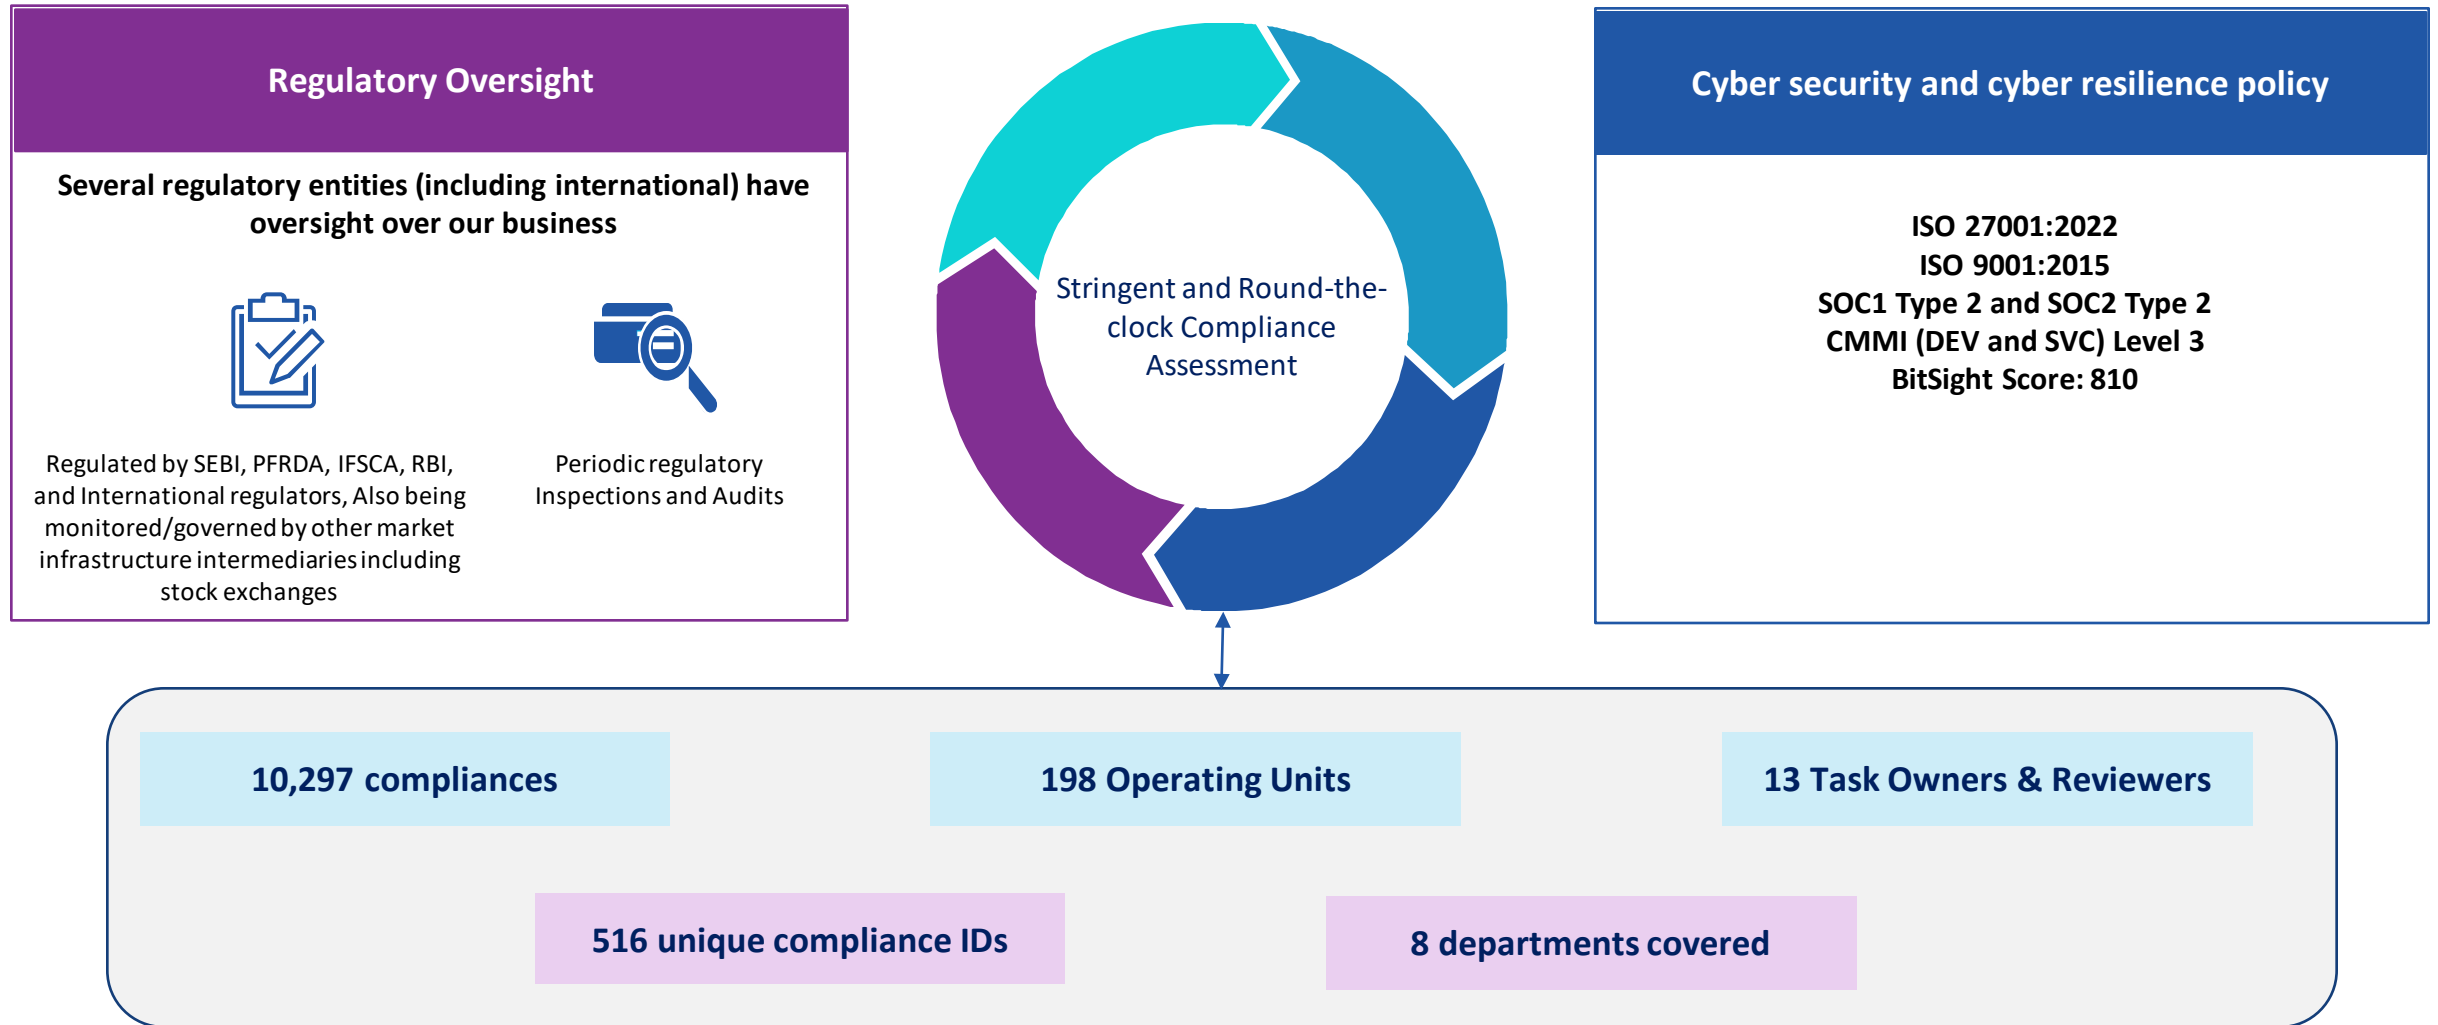 Regulatory Oversight
Several regulatory entities (including international) have
oversight over our business
Regulated by SEBI, PFRDA, IFSCA, RBI,
and International regulators, Also being
monitored/governed by other market
infrastructure intermediaries including
stock exchanges
Periodic regulatory
Inspections and Audits
Stringent and Round-the-
clock Compliance
Assessment
Cyber security and cyber resilience policy
ISO 27001:2022
ISO 9001:2015
SOC1 Type 2 and SOC2 Type 2
CMMI (DEV and SVC) Level 3
BitSight Score: 810
10,297 compliances
198 Operating Units
13 Task Owners & Reviewers
516 unique compliance IDs
8 departments covered